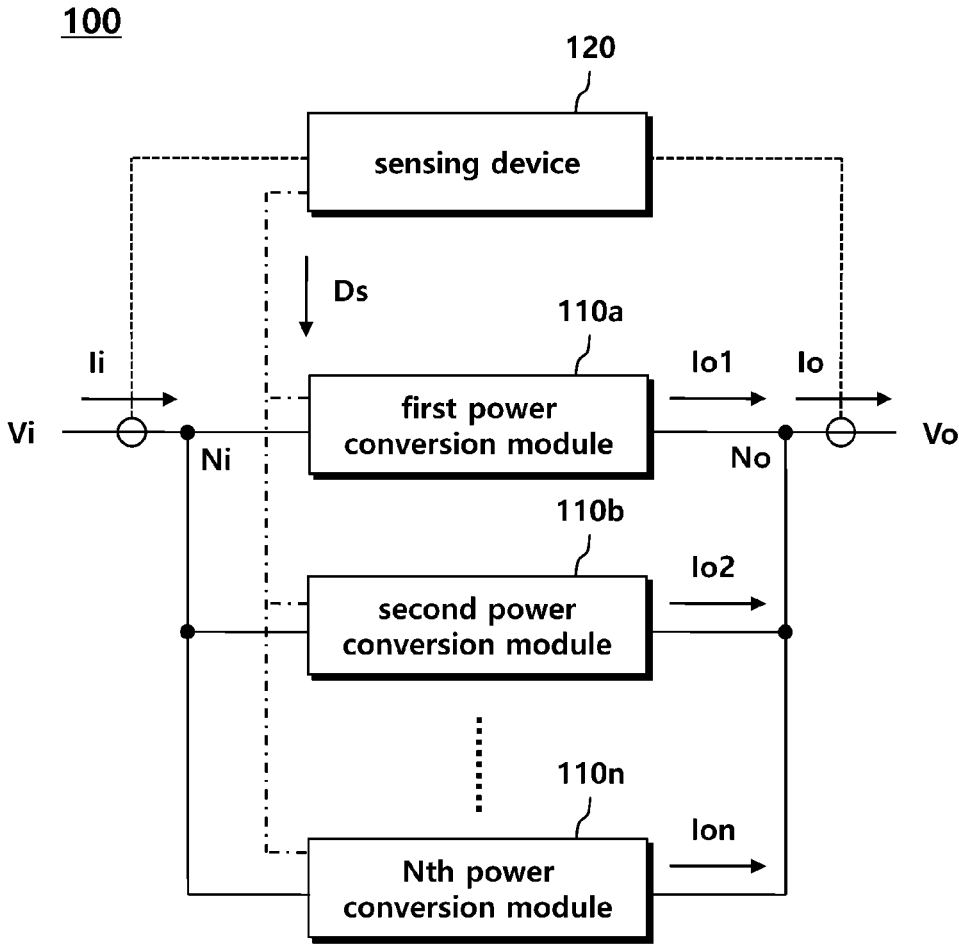 100
120
sensing device
Ds
110a
Ii
Io1
Io
first power
conversion module
Vi
Vo
Ni
No
110b
Io2
second power
conversion module
110n
Ion
Nth power
conversion module